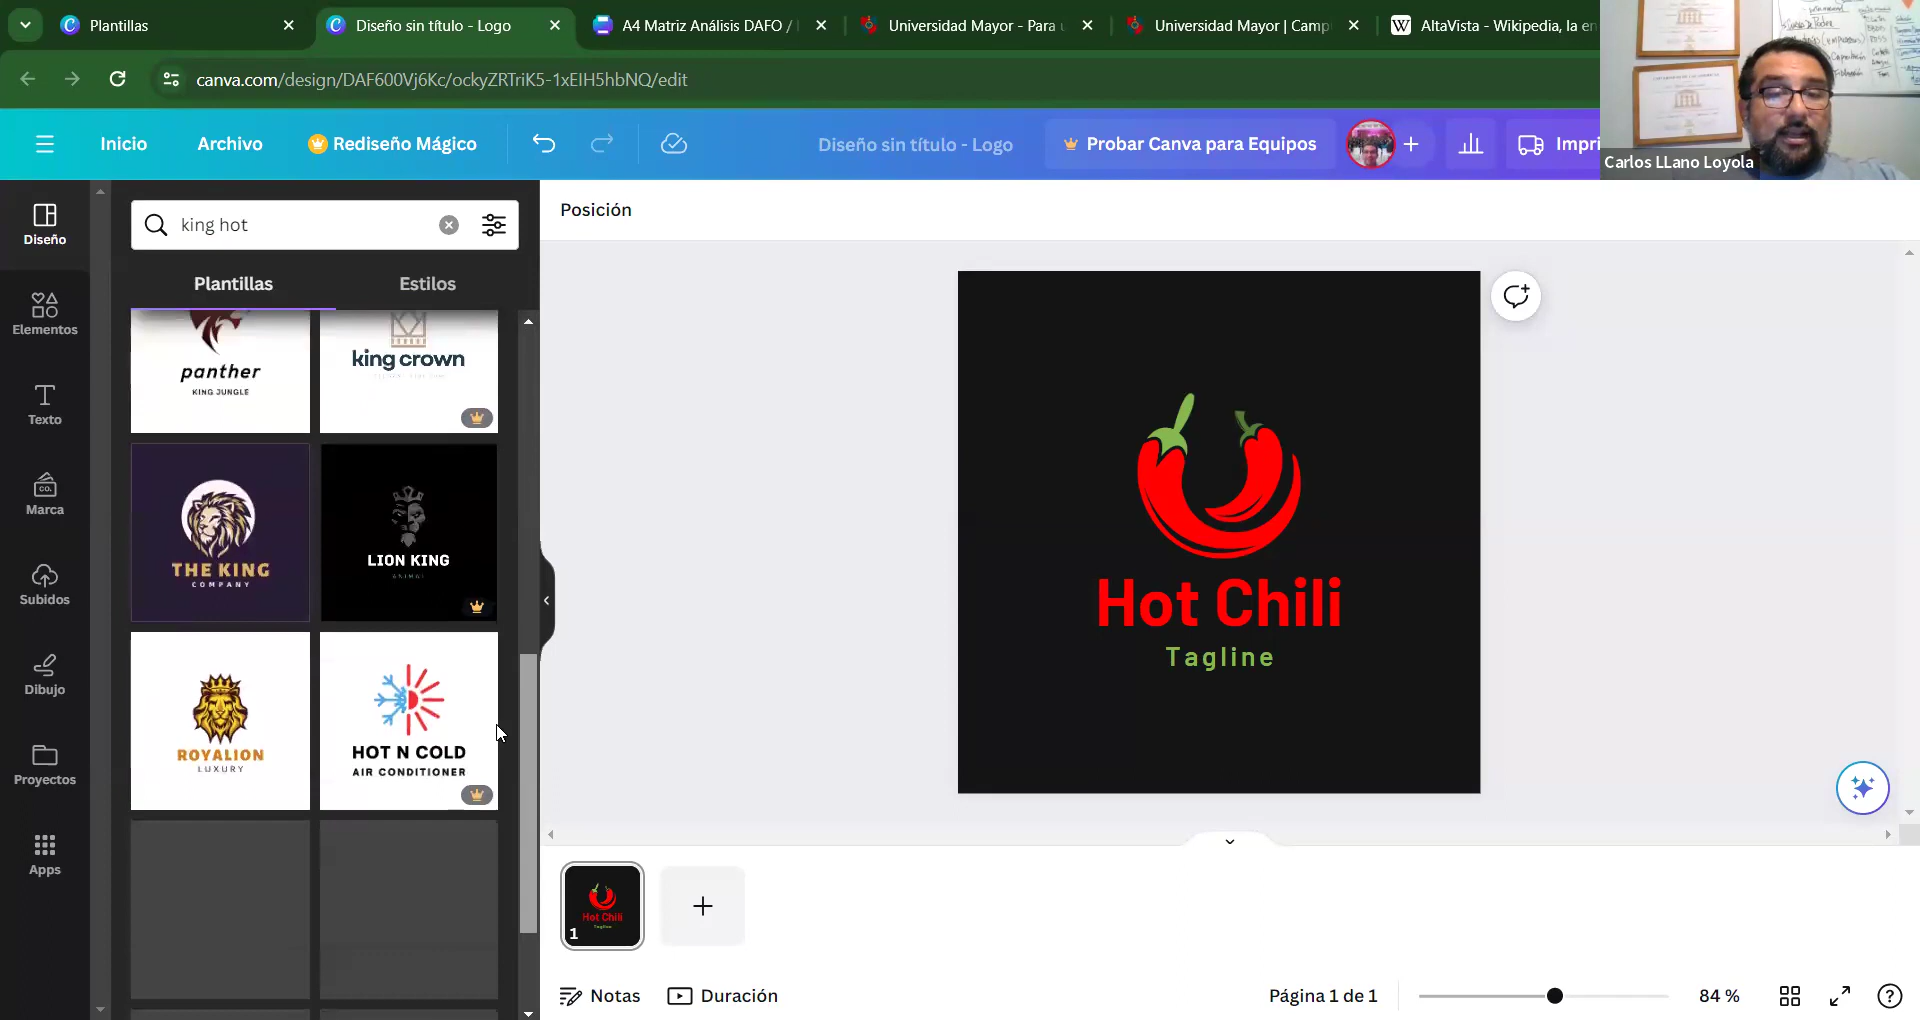 Plantillas
Diseño sin título - Logo
A4 Matriz Análisis DAFO /
Universidad Mayor - Para
Universidad Mayor | Camp
AltaVista - Wikipedia, la en
canva.com/design/DAF600Vj6Kc/ockyZRTriK5-1xEIH5hbNQ/edit
Inicio
Archivo
Rediseño Mágico
Diseño sin título - Logo
Probar Canva para Equipos
Impri
Carlos LLano Loyola
Diseño
Elementos
Texto
Marca
CO.
Subidos
Dibujo
Proyectos
Apps
king hot
Plantillas
Estilos
panther
KING JUNGLE
king crown
THE KING
COMPANY
LION KING
ANIMAL
ROYALION
LUXURY
HOT N COLD
AIR CONDITIONER
Posición
Hot Chili
Tagline
Hot Chili
Tagline
1
Notas
Duración
Página 1 de 1
84 %